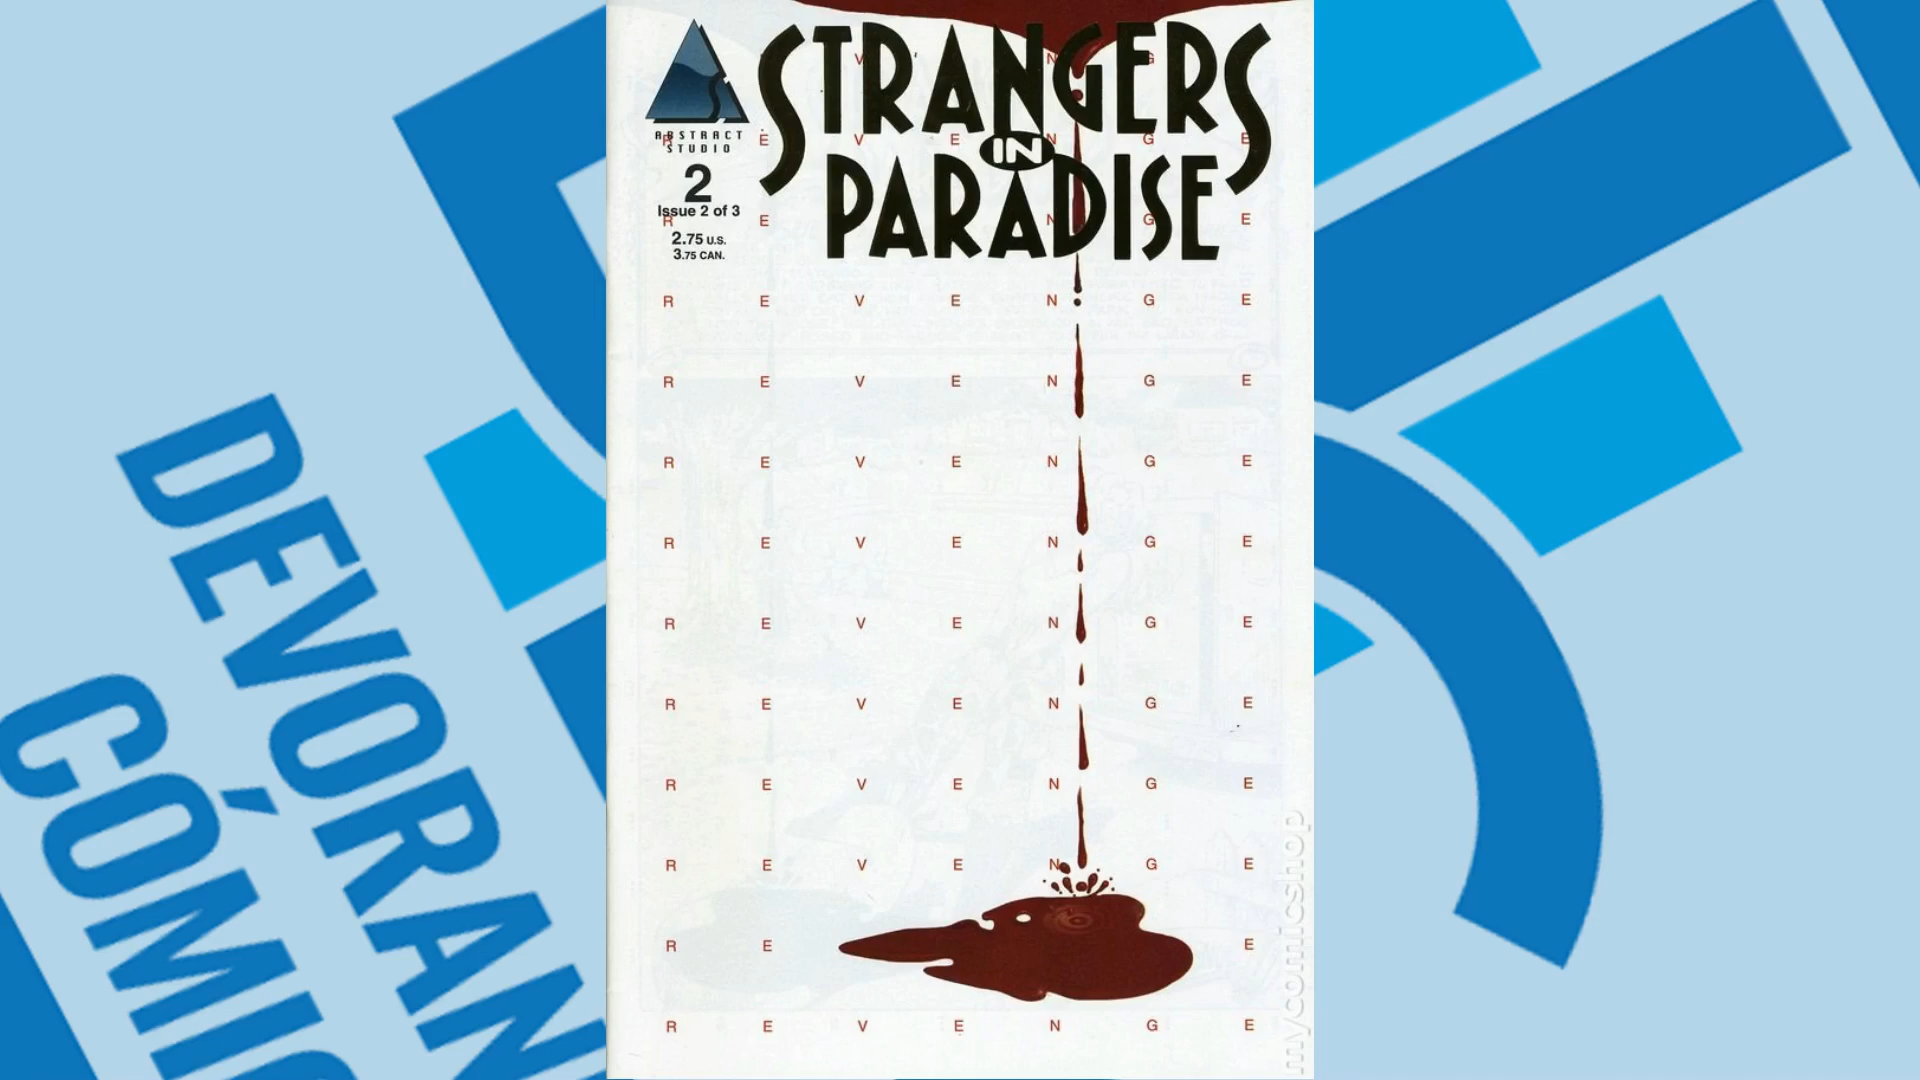 STRANGERS
IN
PARADISE
ABSTRACT
STUDIO
2
Issue 2 of 3
2.75 U.S.
3.75 CAN.
V N G
R E V E N G E
R E N G E
R E V E N G E
R E V E N G E
R E V E N G E
R E V E N G E
R E V E N G E
R E V E N G E
R E V E N G E
R E V E N G E
R E E
R E V E N G E
mycomicshop
DEVORAN
CÓMIC